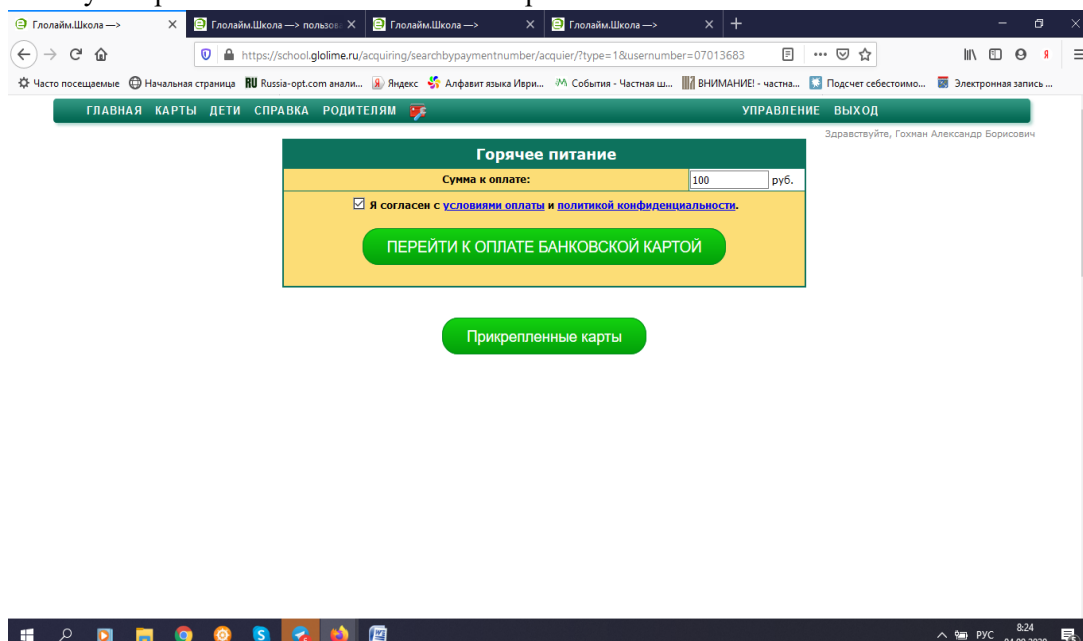 Глолайм.Школа —>
Глолайм.Школа —> пользова
Глолайм.Школа —>
Глолайм.Школа —>
https://school.glolime.ru/acquiring/searchbypaymentnumber/acquier/?type=1&usernumber=07013683
Часто посещаемые Начальная страница RU Russia-opt.com анали... Яндекс Алфавит языка Иври... События - Частная ш... ВНИМАНИЕ! - частна... Подсчет себестоимо... Электронная запись ...
ГЛАВНАЯ КАРТЫ ДЕТИ СПРАВКА РОДИТЕЛЯМ УПРАВЛЕНИЕ ВЫХОД
Здравствуйте, Гохман Александр Борисович
Горячее питание
Сумма к оплате: 100 руб.
Я согласен с условиями оплаты и политикой конфиденциальности.
ПЕРЕЙТИ К ОПЛАТЕ БАНКОВСКОЙ КАРТОЙ
Прикрепленные карты
8:24
РУС